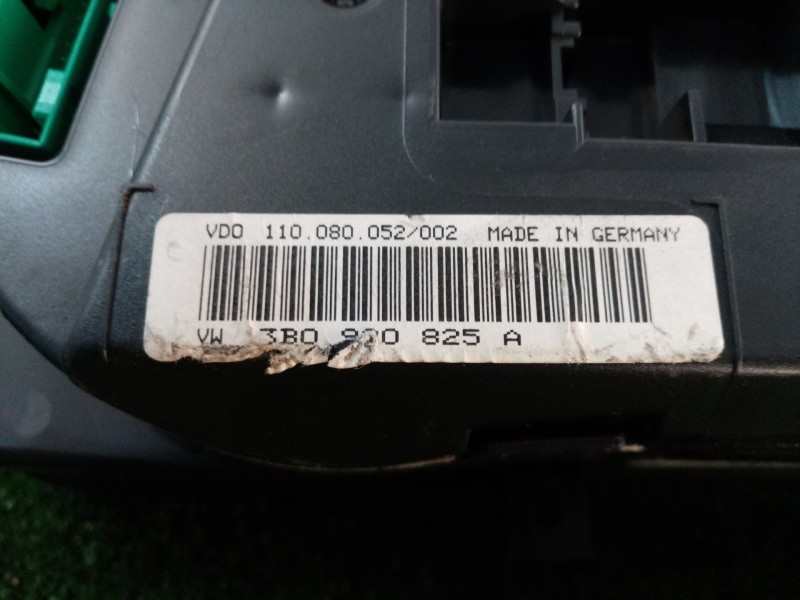 VDO 110.080.052/002 MADE IN GERMANY
VW 3B0 920 825 A